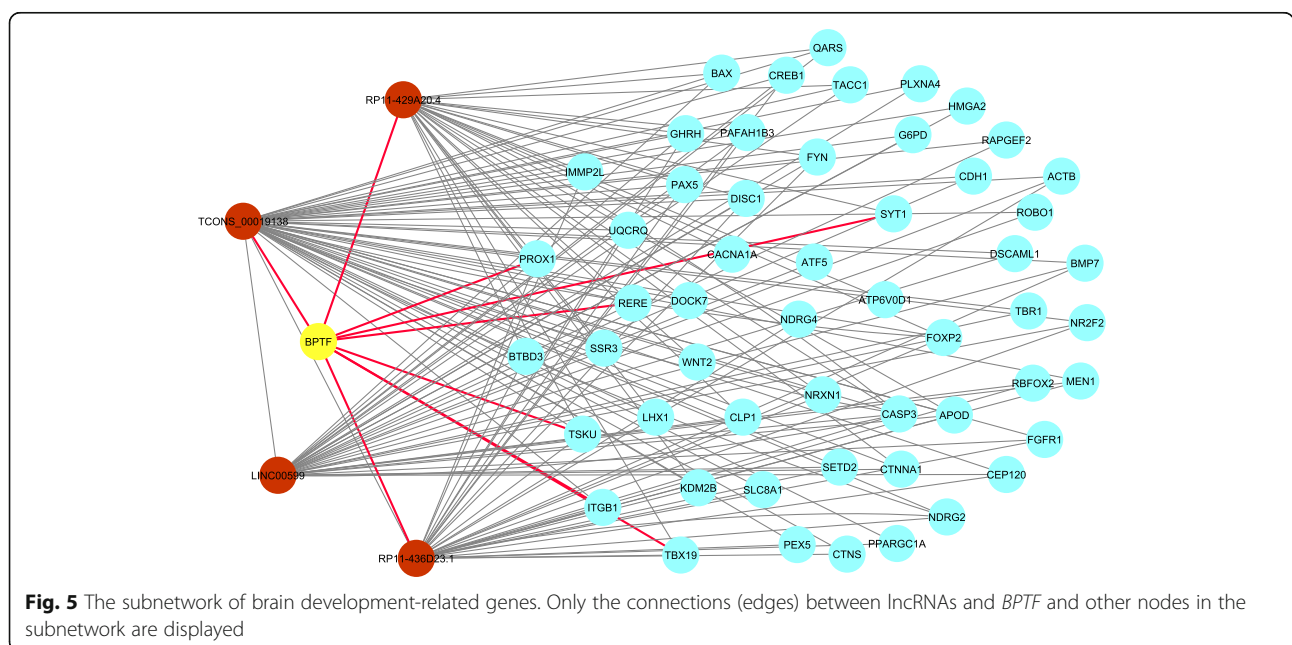 QARS
BAX
CREB1
TACC1
PLXNA4
RP11-429A20.4
HMGA2
GHRH
PAFAH1B3
G6PD
RAPGEF2
FYN
IMMP2L
CDH1
ACTB
PAX5
DISC1
SYT1
ROBO1
TCONS_00019138
UQCRQ
CACNA1A
DSCAML1
PROX1
ATF5
BMP7
RERE
DOCK7
ATP6V0D1
TBR1
NDRG4
NR2F2
BPTF
FOXP2
BTBD3
SSR3
WNT2
RBFOX2
MEN1
NRXN1
LHX1
CLP1
CASP3
APOD
TSKU
FGFR1
LINC00599
SETD2
CTNNA1
CEP120
KDM2B
SLC8A1
ITGB1
NDRG2
RP11-436D23.1
TBX19
PEX5
CTNS
PPARGC1A
Fig. 5 The subnetwork of brain development-related genes. Only the connections (edges) between lncRNAs and BPTF and other nodes in the
subnetwork are displayed